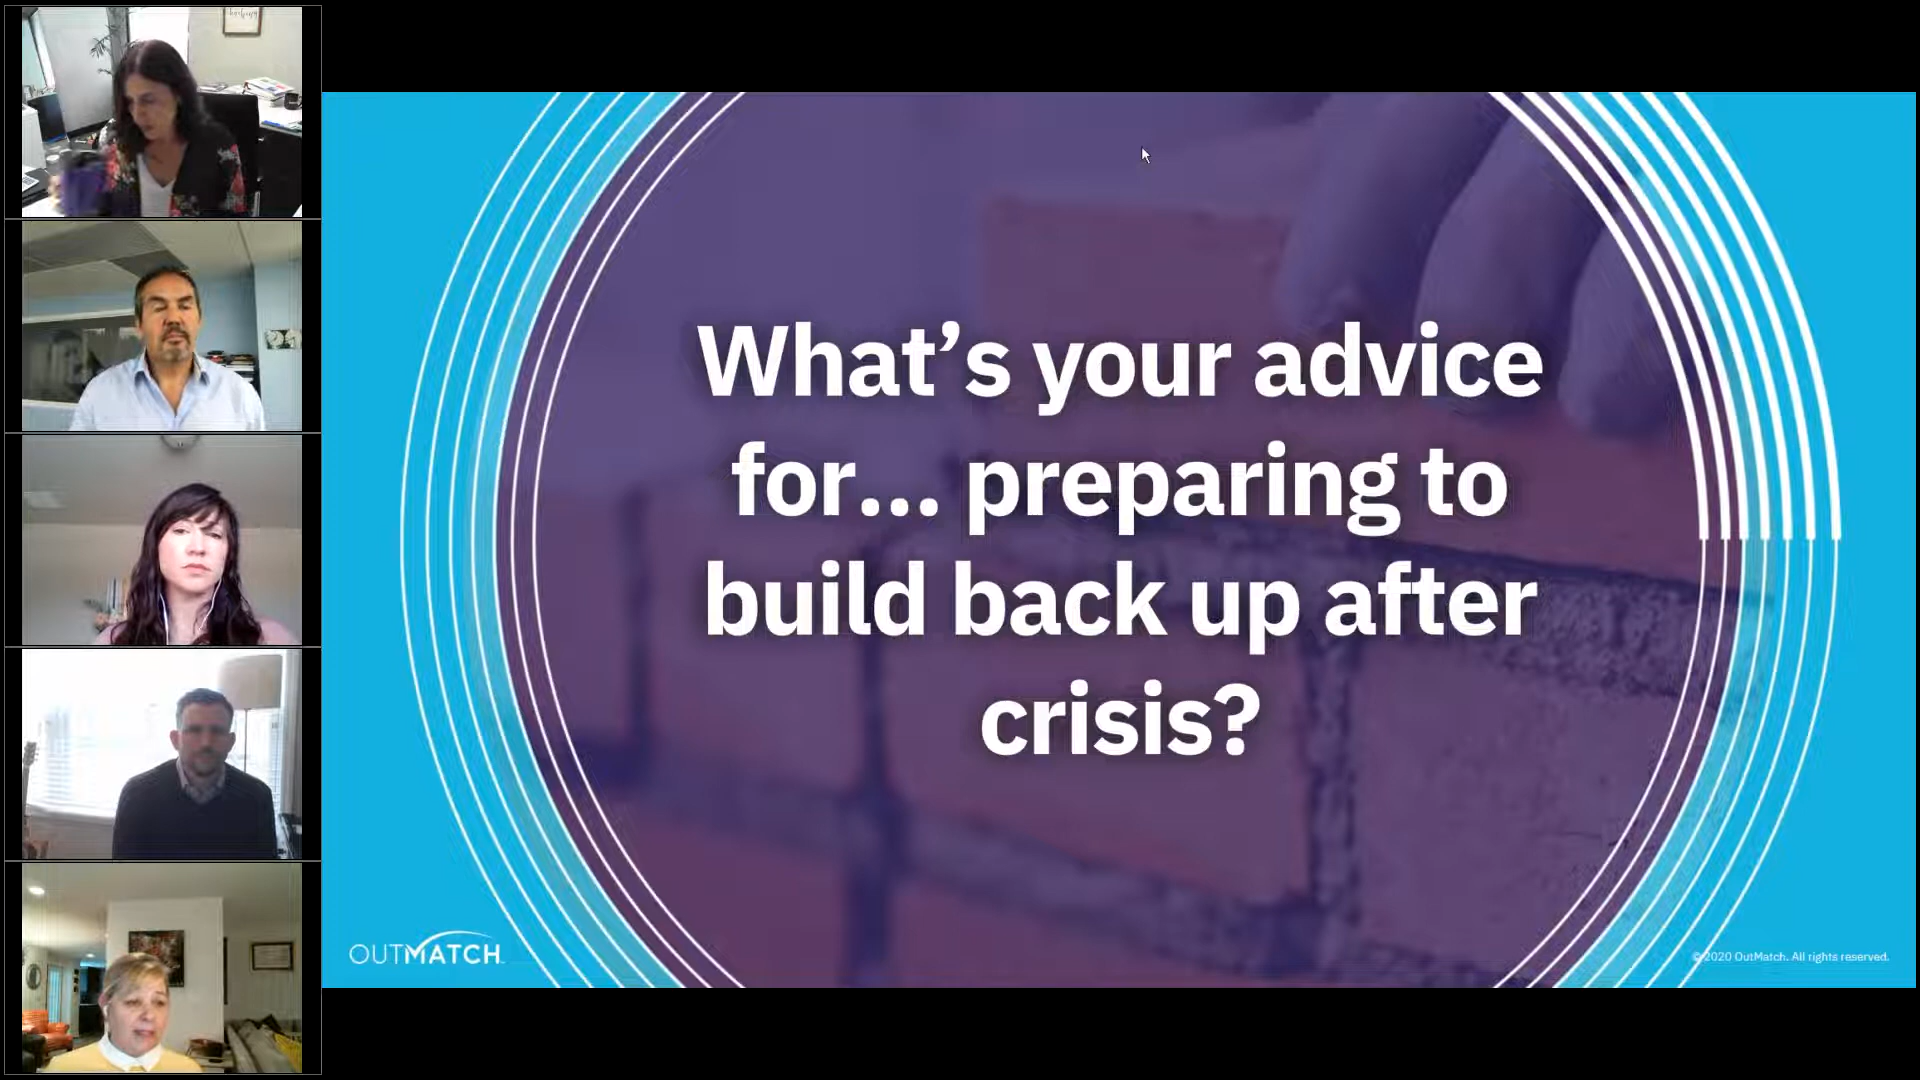 What’s your advice
for... preparing to
build back up after
crisis?
OUTMATCH
© 2020 OutMatch. All rights reserved.